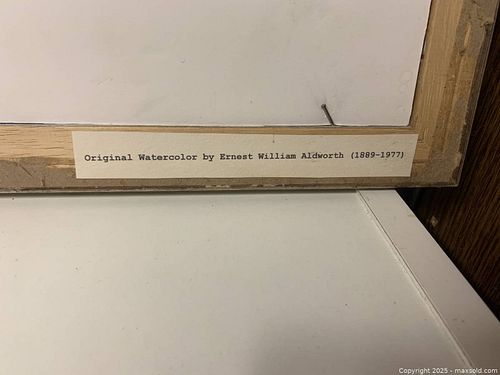 Original Watercolor by Ernest William Aldworth (1889-1977)
Copyright 2025 - maxsold.com